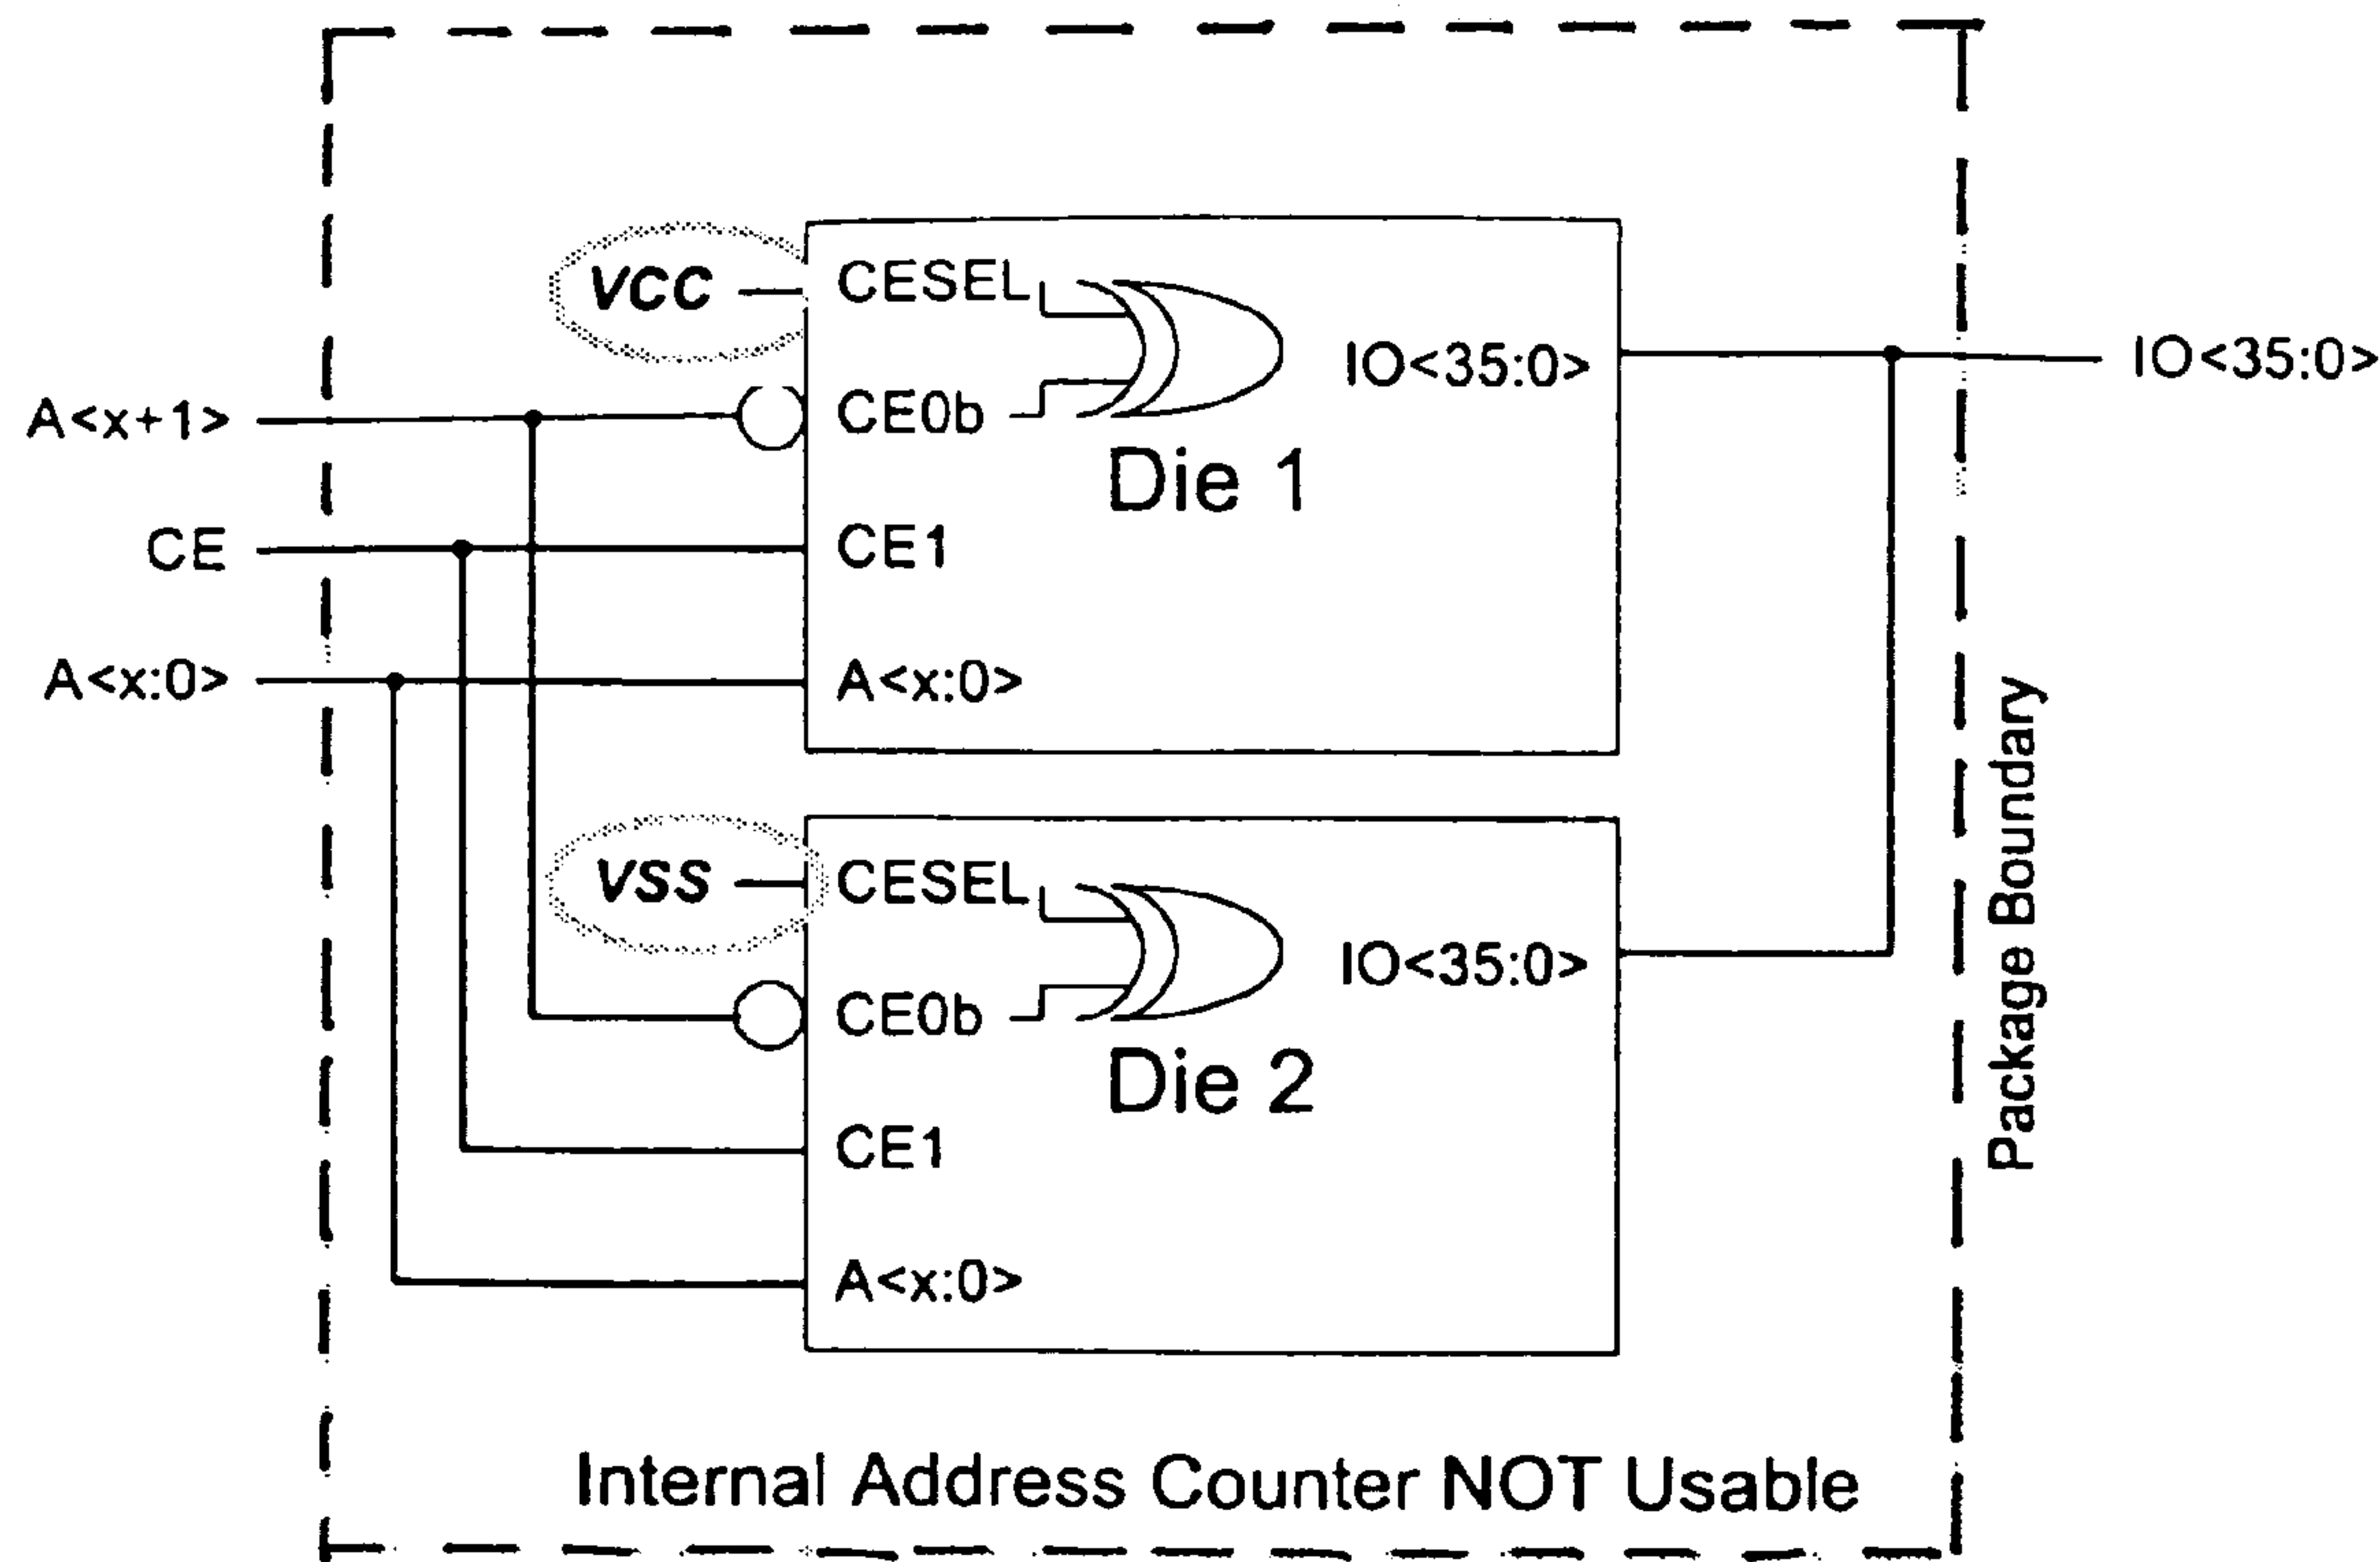 VCC
CESEL
IO<35:0>
IO<35:0>
A<x+1>
CE0b
Die 1
CE
CE1
A<x:0>
A<x:0>
Package Boundary
VSS
CESEL
IO<35:0>
CE0b
Die 2
CE1
A<x:0>
Internal Address Counter NOT Usable